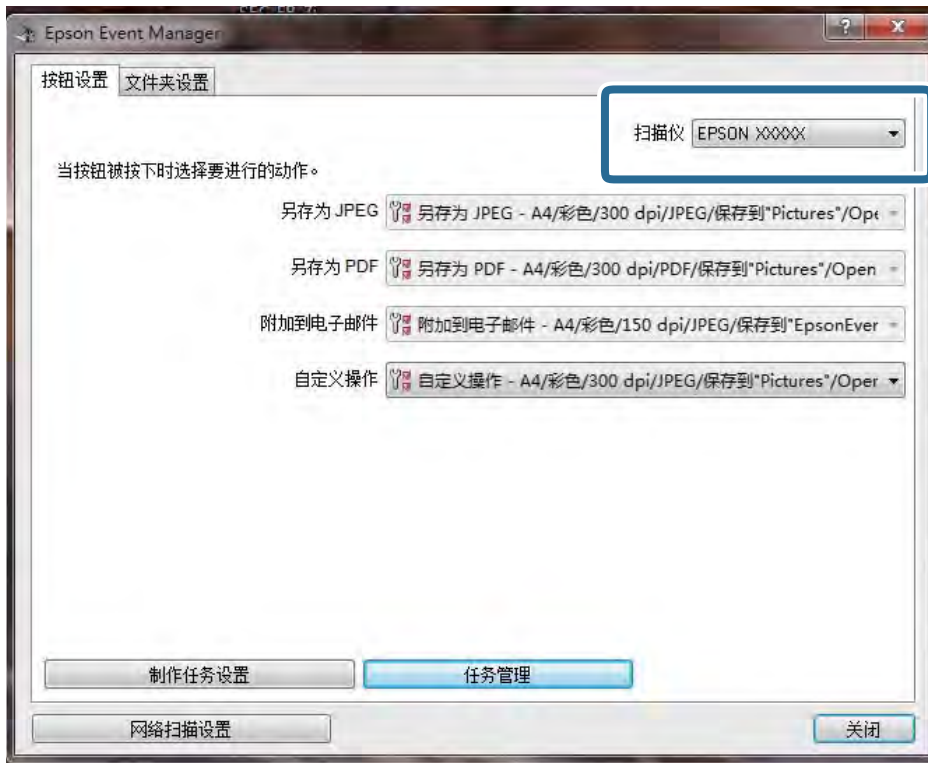 Epson Event Manager
按钮设置 文件夹设置
扫描仪 EPSON XXXXX
当按钮被按下时选择要进行的动作。
另存为 JPEG 另存为 JPEG - A4/彩色/300 dpi/JPEG/保存到"Pictures"/Ope
另存为 PDF 另存为 PDF - A4/彩色/300 dpi/PDF/保存到"Pictures"/Open
附加到电子邮件 附加到电子邮件 - A4/彩色/150 dpi/JPEG/保存到"EpsonEver
自定义操作 自定义操作 - A4/彩色/300 dpi/JPEG/保存到"Pictures"/Oper
制作任务设置 任务管理
网络扫描设置 关闭